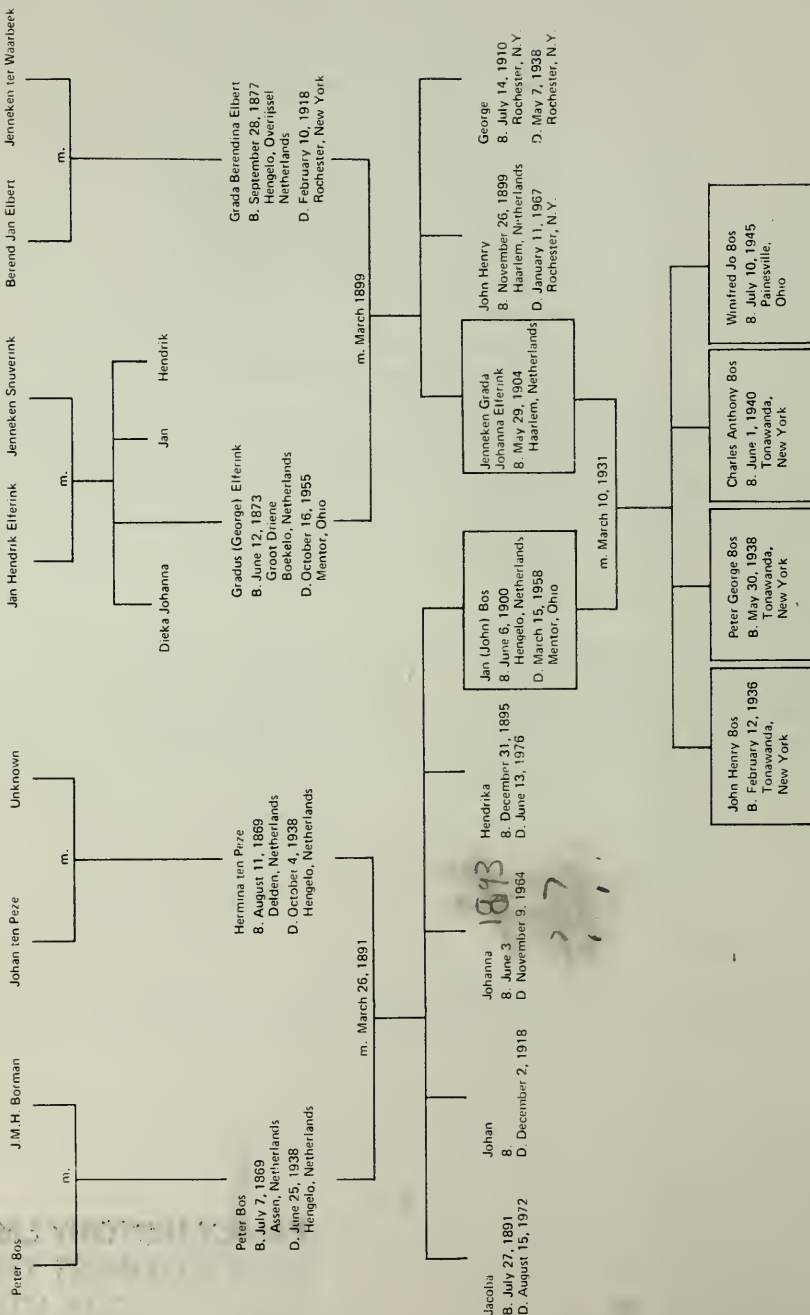 Peter Bos
J.M.H. Borman
Johan ten Peze
Unknown
Jan Hendrik Elferink
Jenneken Snuverink
Berend Jan Elbert
Jenneken ter Waarbeek
m.
m.
m.
m.
Dieka Johanna
Jan
Hendrik
Peter Bos
B. July 7, 1869
Assen, Netherlands
D. June 25, 1938
Hengelo, Netherlands
Hermina ten Peze
B. August 11, 1869
Delden, Netherlands
D. October 4, 1938
Hengelo, Netherlands
Gradus (George) Elferink
B. June 12, 1873
Groot Driene
Boekelo, Netherlands
D. October 16, 1955
Mentor, Ohio
Grada Berendina Elbert
B. September 28, 1877
Hengelo, Overijssel
Netherlands
D. February 10, 1918
Rochester, New York
m. March 26, 1891
m. March 1899
Jacoba
B. July 27, 1891
D. August 15, 1972
Johan
B.
D. December 2, 1918
Johanna
B. June 3 1893
D November 9, 1964
Hendrika
B. December 31, 1895
D. June 13, 1976
Jan (John) Bos
B. June 6, 1900
Hengelo, Netherlands
D. March 15, 1958
Mentor, Ohio
Jenneken Grada
Johanna Elferink
B. May 29, 1904
Haarlem, Netherlands
John Henry
B. November 26, 1899
Haarlem, Netherlands
D. January 11, 1967
Rochester, N.Y.
George
B. July 14, 1910
Rochester, N.Y.
D. May 7, 1938
Rochester, N.Y.
m. March 10, 1931
John Henry Bos
B. February 12, 1936
Tonawanda,
New York
Peter George Bos
B. May 30, 1938
Tonawanda,
New York
Charles Anthony Bos
B. June 1, 1940
Tonawanda,
New York
Winifred Jo Bos
B. July 10, 1945
Painesville,
Ohio